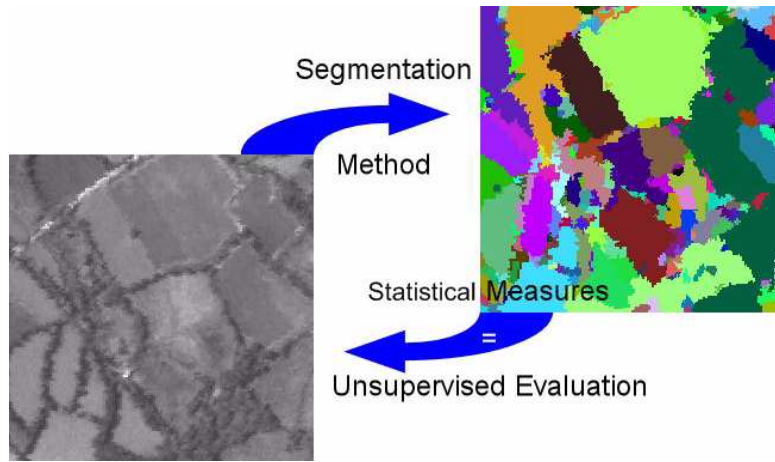 Segmentation
Method
Statistical Measures
=
Unsupervised Evaluation